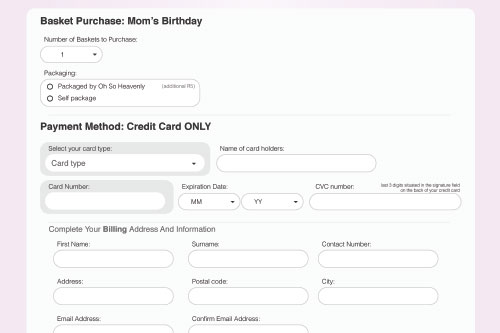 Basket Purchase: Mom's Birthday
Number of Baskets to Purchase:
1
Packaging:
Packaged by Oh So Heavenly (additional R5)
Self package
Payment Method: Credit Card ONLY
Select your card type: Name of card holders:
Card type
Card Number: Expiration Date: CVC number: last 3 digits situated in the signature field
on the back of your credit card
MM YY
Complete Your Billing Address And Information
First Name: Surname: Contact Number:
Address: Postal code: City:
Email Address: Confirm Email Address: